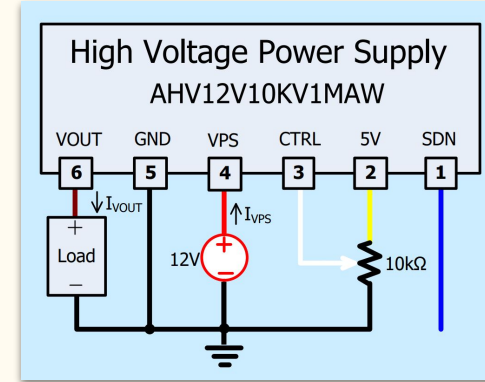 High Voltage Power Supply
AHV12V10KV1MAW
VOUT GND VPS CTRL 5V SDN
6 5 4 3 2 1
+ ↓IVOUT ↑IVPS
Load 12V + − 10kΩ
−